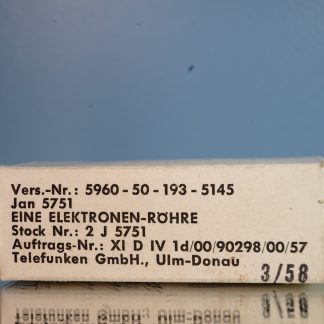 Vers.-Nr.: 5960 - 50 - 193 - 5145
Jan 5751
EINE ELEKTRONEN-RÖHRE
Stock Nr.: 2 J 5751
Auftrags-Nr.: XI D IV 1d/00/90298/00/57
Telefunken GmbH., Ulm-Donau
3/58